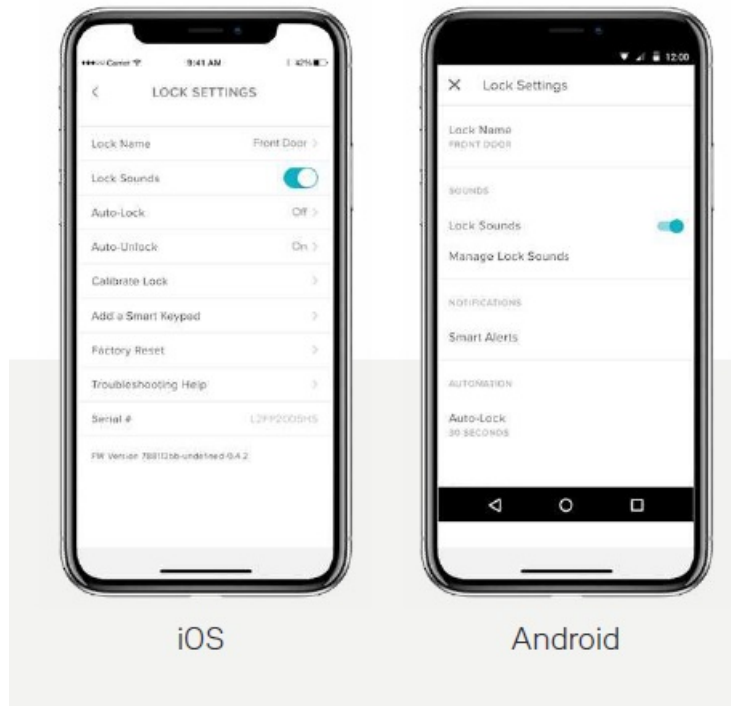 Carrier 9:41 AM 42%
LOCK SETTINGS
Lock Name Front Door
Lock Sounds
Auto-Lock Off
Auto-Unlock On
Calibrate Lock
Add a Smart Keypad
Factory Reset
Troubleshooting Help
Serial #
FW Version
12:00
Lock Settings
Lock Name
FRONT DOOR
SOUNDS
Lock Sounds
Manage Lock Sounds
NOTIFICATIONS
Smart Alerts
AUTOMATION
Auto-Lock
30 SECONDS
iOS
Android